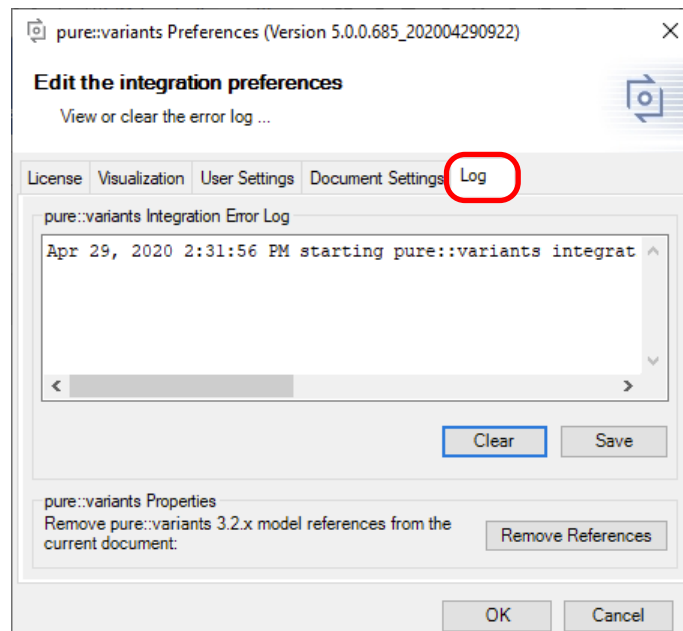 pure::variants Preferences (Version 5.0.0.685_202004290922)
Edit the integration preferences
View or clear the error log ...
License Visualization User Settings Document Settings Log
pure::variants Integration Error Log
Apr 29, 2020 2:31:56 PM starting pure::variants integrat
Clear Save
pure::variants Properties
Remove pure::variants 3.2.x model references from the
current document:
Remove References
OK Cancel